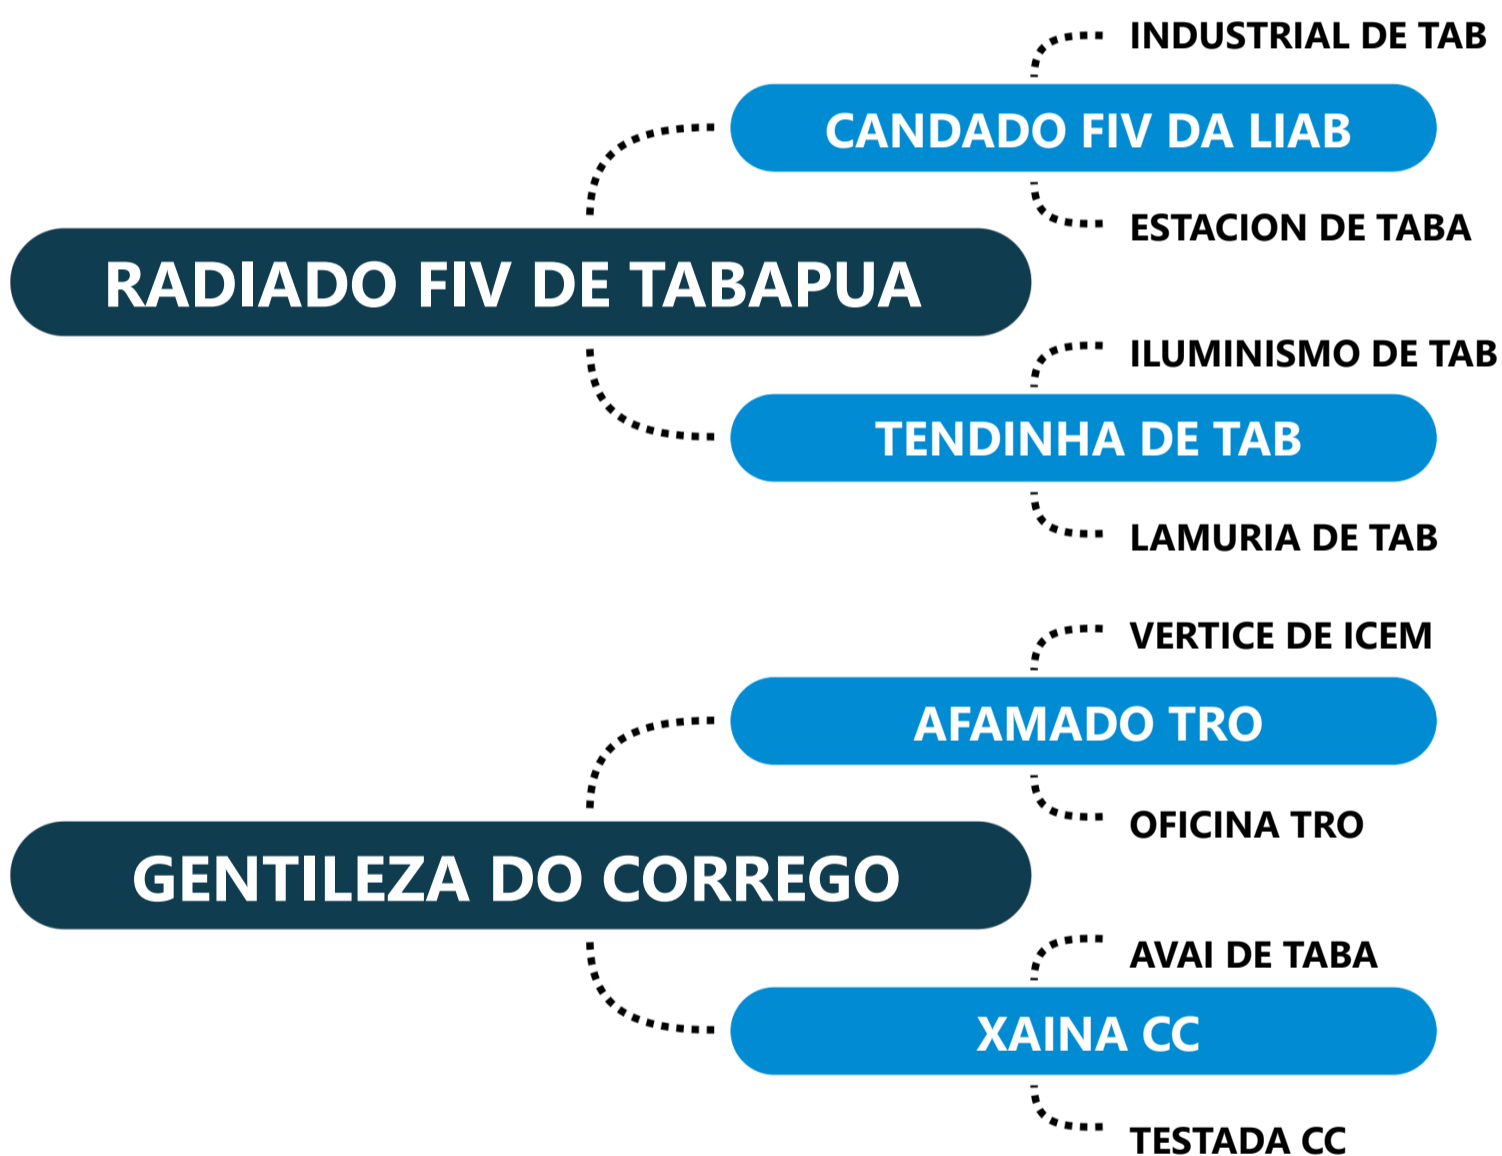 INDUSTRIAL DE TAB
CANDADO FIV DA LIAB
ESTACION DE TABA
RADIADO FIV DE TABAPUA
ILUMINISMO DE TAB
TENDINHA DE TAB
LAMURIA DE TAB
VERTICE DE ICEM
AFAMADO TRO
OFICINA TRO
GENTILEZA DO CORREGO
AVAI DE TABA
XAINA CC
TESTADA CC